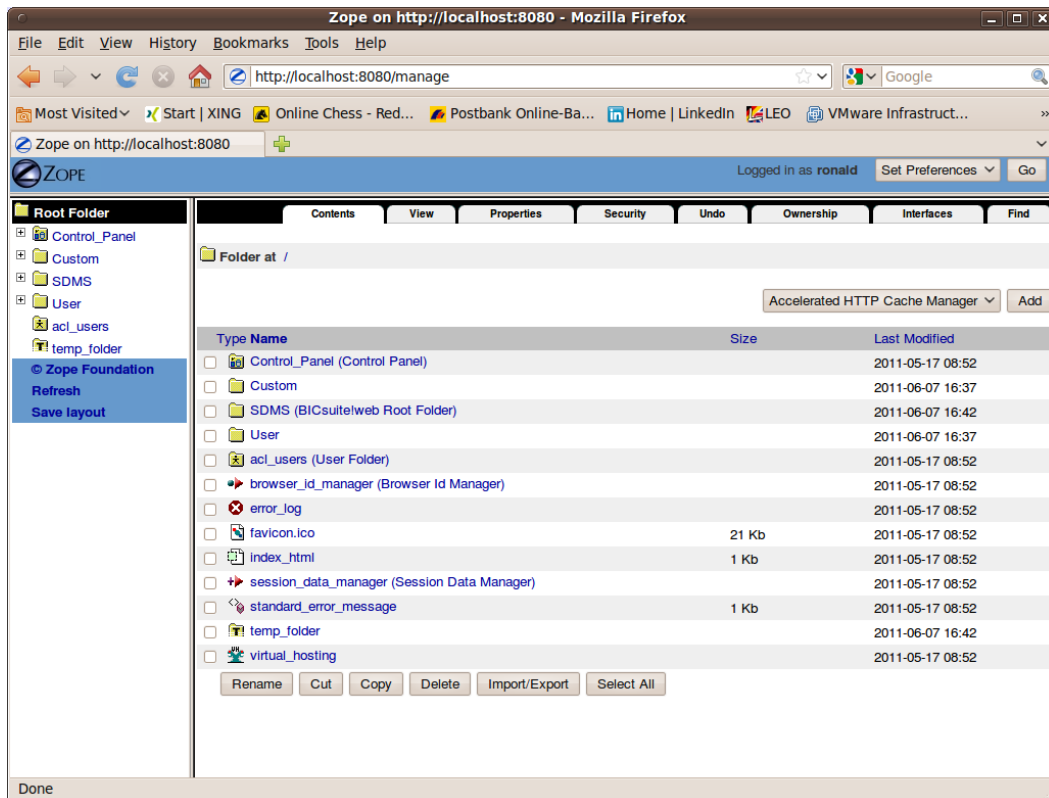 Zope on http://localhost:8080 - Mozilla Firefox
File Edit View History Bookmarks Tools Help
http://localhost:8080/manage Google
Most Visited Start | XING Online Chess - Red... Postbank Online-Ba... Home | LinkedIn LEO VMware Infrastruct... »
Zope on http://localhost:8080
ZOPE Logged in as ronald Set Preferences Go
Root Folder
Control_Panel
Custom
SDMS
User
acl_users
temp_folder
© Zope Foundation
Refresh
Save layout
Contents View Properties Security Undo Ownership Interfaces Find
Folder at /
Accelerated HTTP Cache Manager Add
Type Name Size Last Modified
Control_Panel (Control Panel) 2011-05-17 08:52
Custom 2011-06-07 16:37
SDMS (BICsuite!web Root Folder) 2011-06-07 16:42
User 2011-06-07 16:37
acl_users (User Folder) 2011-05-17 08:52
browser_id_manager (Browser Id Manager) 2011-05-17 08:52
error_log 2011-05-17 08:52
favicon.ico 21 Kb 2011-05-17 08:52
index_html 1 Kb 2011-05-17 08:52
session_data_manager (Session Data Manager) 2011-05-17 08:52
standard_error_message 1 Kb 2011-05-17 08:52
temp_folder 2011-06-07 16:42
virtual_hosting 2011-05-17 08:52
Rename Cut Copy Delete Import/Export Select All
Done